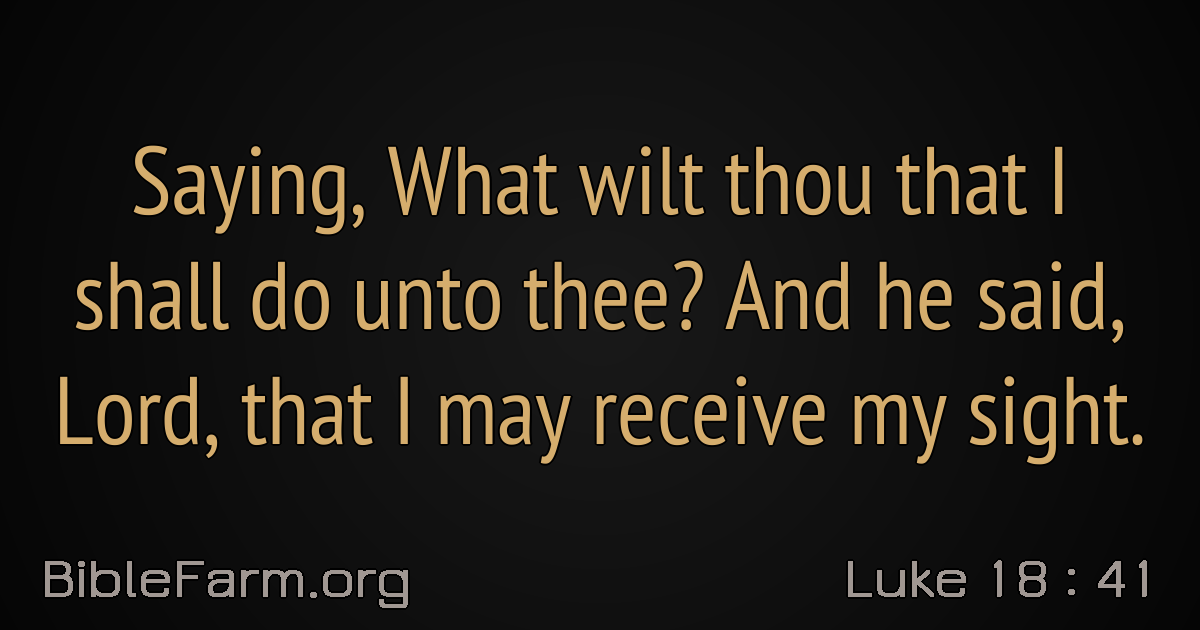 Saying, What wilt thou that I
shall do unto thee? And he said,
Lord, that I may receive my sight.
BibleFarm.org
Luke 18 : 41